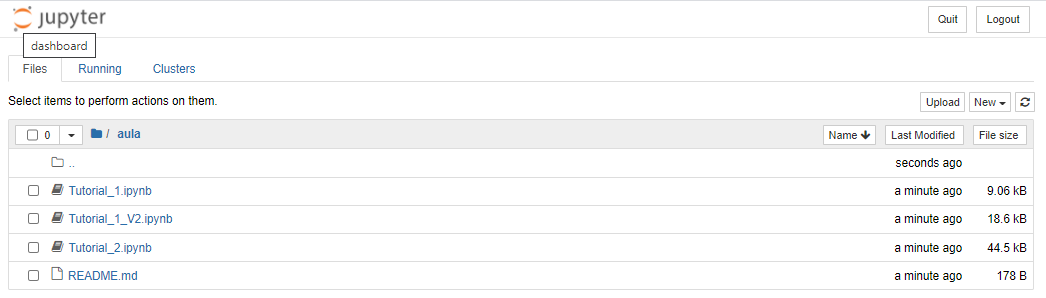 jupyter Quit Logout
dashboard
Files Running Clusters
Select items to perform actions on them. Upload New
0 / aula Name Last Modified File size
.. seconds ago
Tutorial_1.ipynb a minute ago 9.06 kB
Tutorial_1_V2.ipynb a minute ago 18.6 kB
Tutorial_2.ipynb a minute ago 44.5 kB
README.md a minute ago 178 B